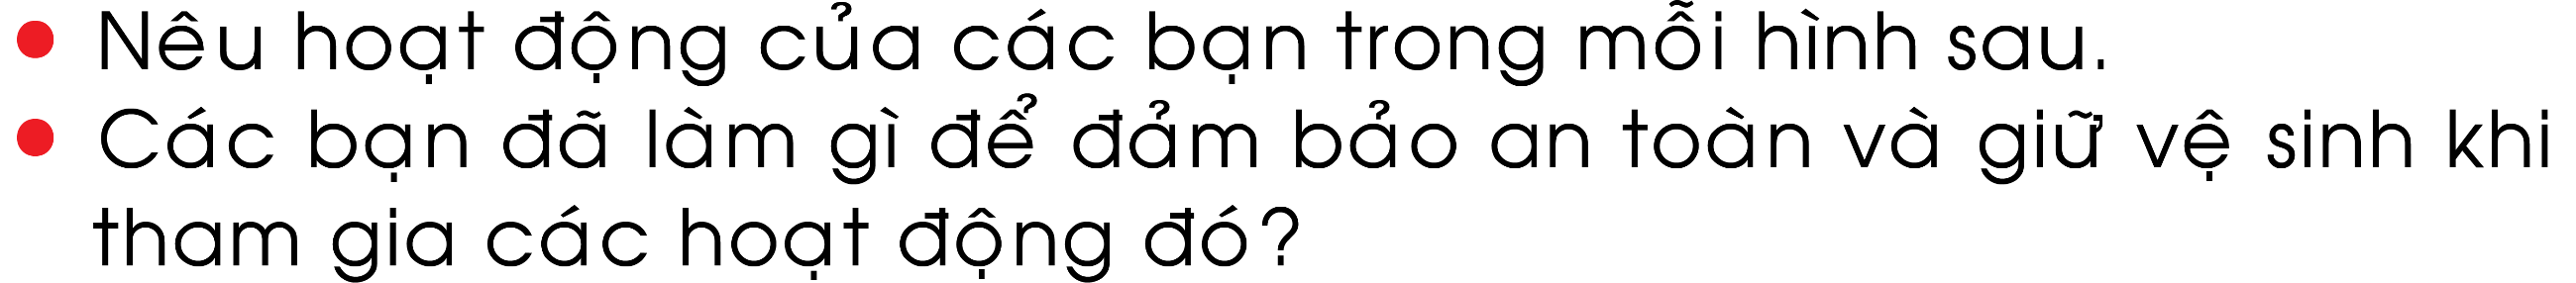 • Nêu hoạt động của các bạn trong mỗi hình sau.
• Các bạn đã làm gì để đảm bảo an toàn và giữ vệ sinh khi
tham gia các hoạt động đó?